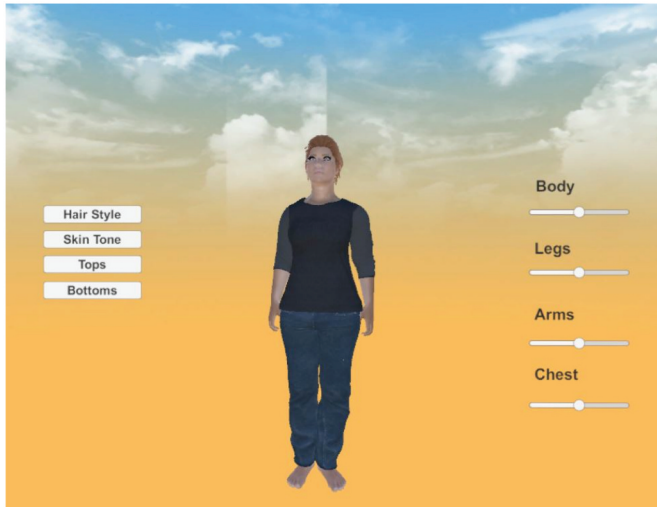 Hair Style
Skin Tone
Tops
Bottoms
Body
Legs
Arms
Chest